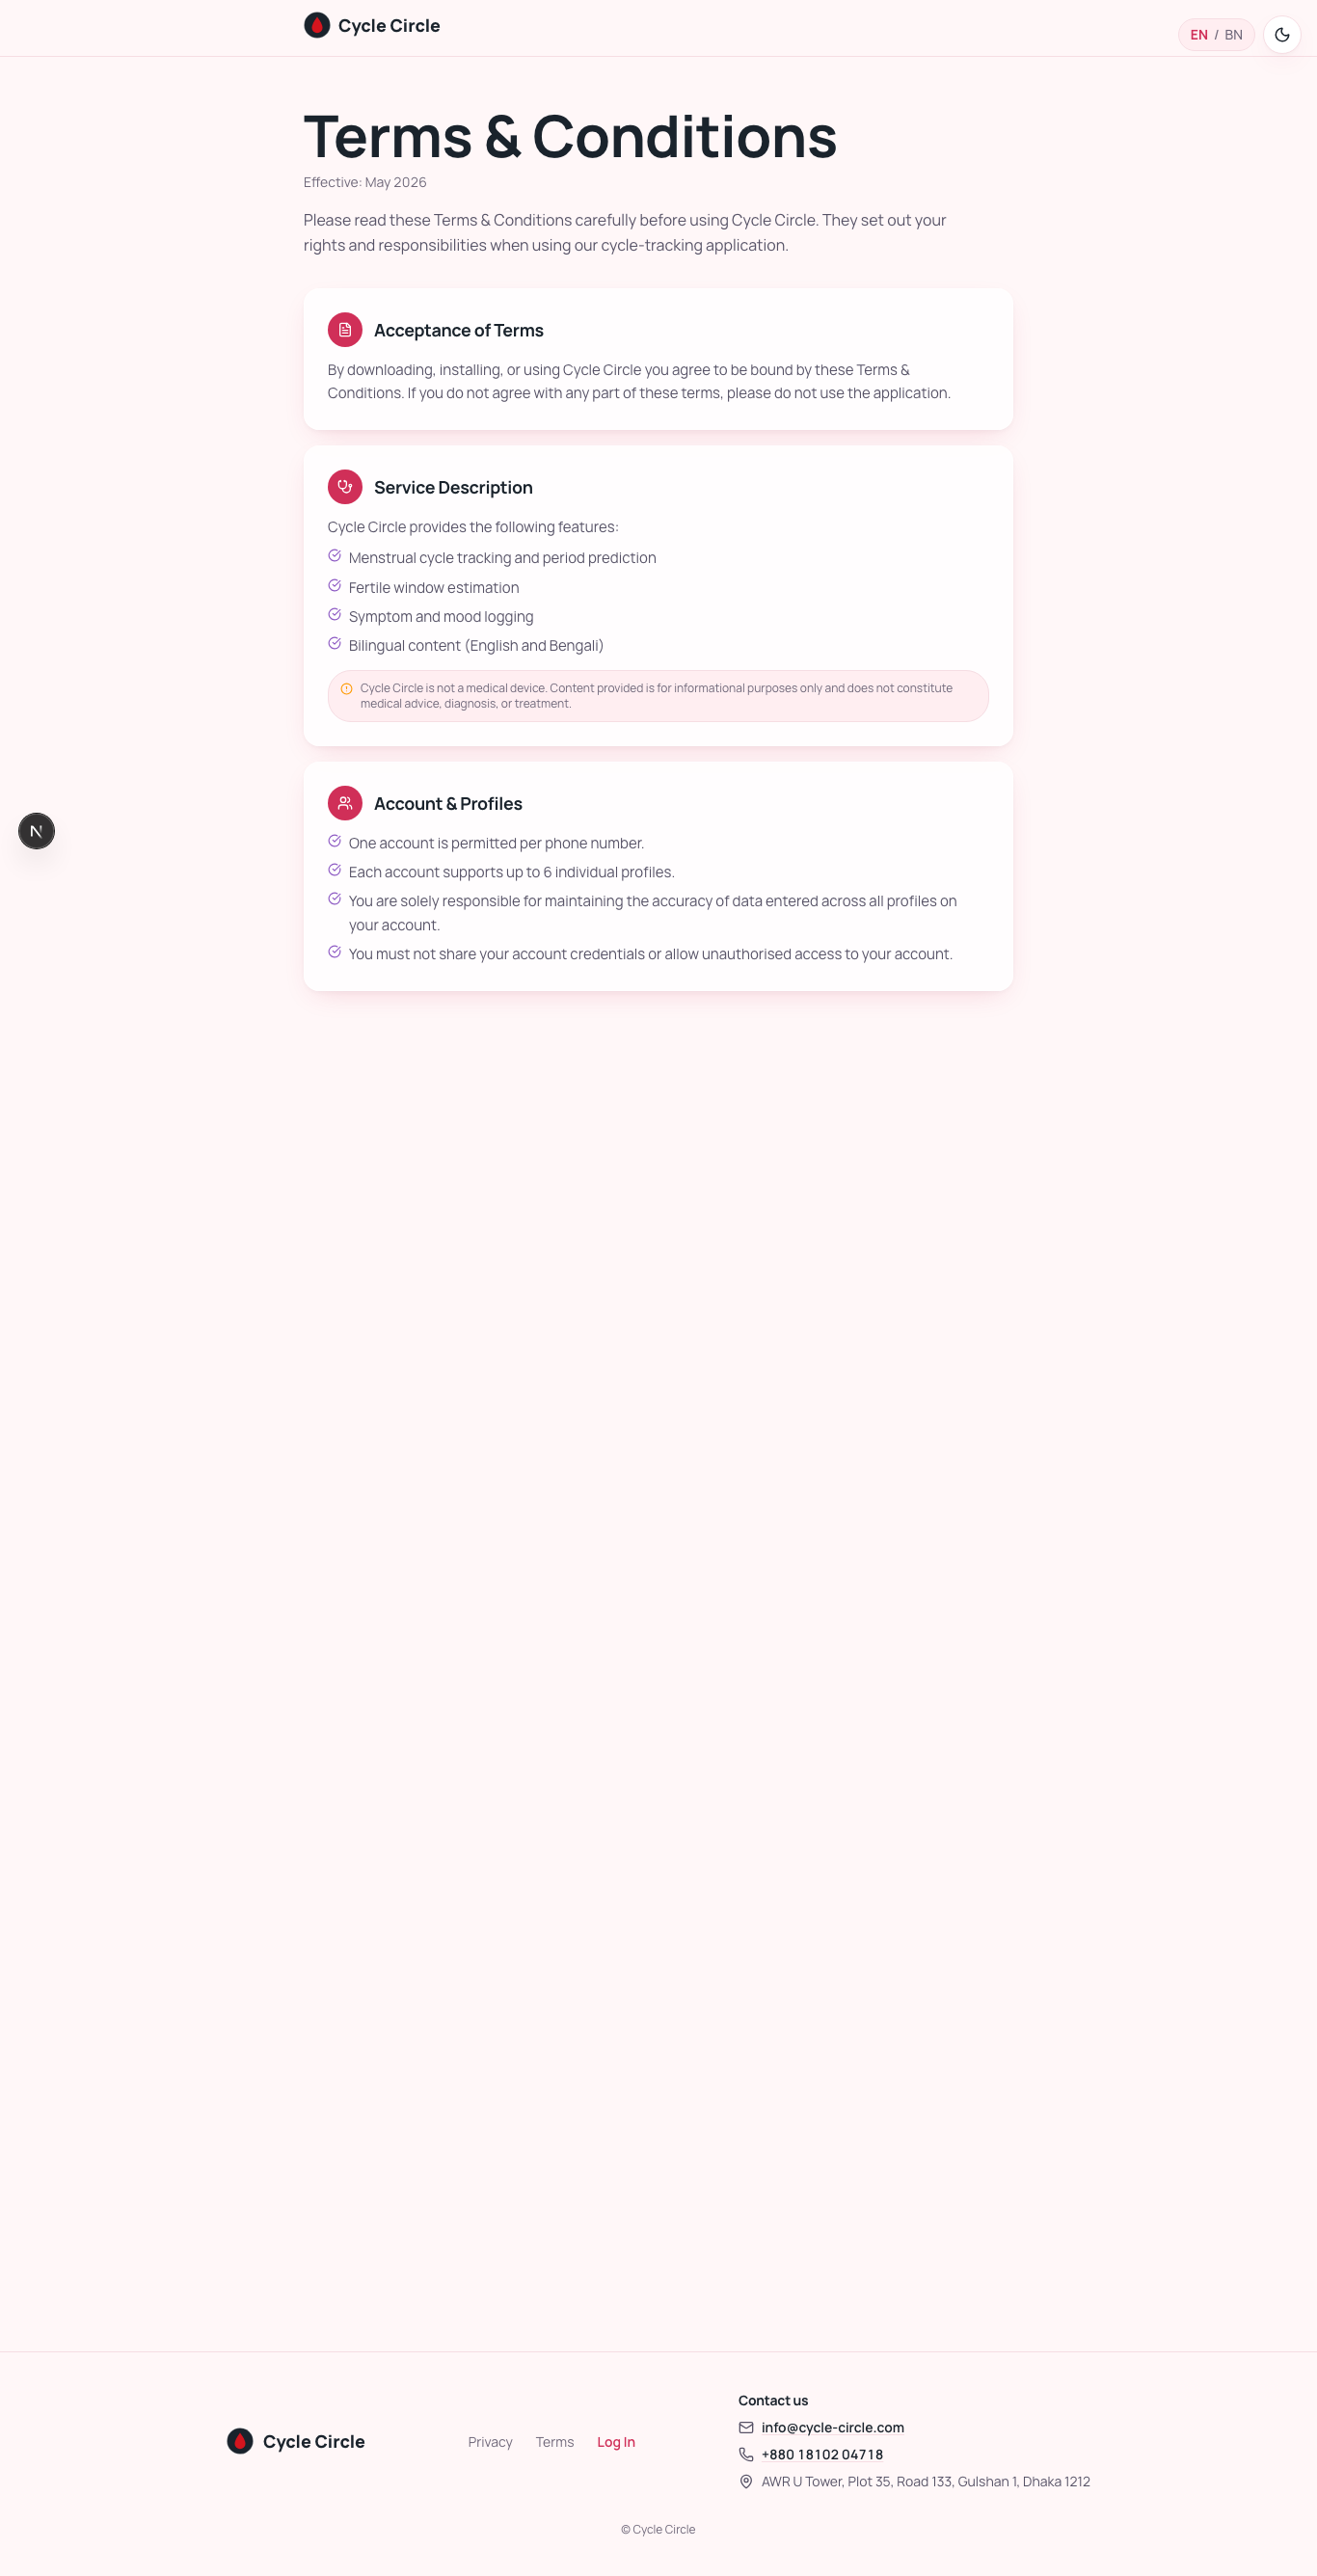 Cycle Circle
EN / BN
Terms & Conditions
Effective: May 2026
Please read these Terms & Conditions carefully before using Cycle Circle. They set out your
rights and responsibilities when using our cycle-tracking application.
Acceptance of Terms
By downloading, installing, or using Cycle Circle you agree to be bound by these Terms &
Conditions. If you do not agree with any part of these terms, please do not use the application.
Service Description
Cycle Circle provides the following features:
Menstrual cycle tracking and period prediction
Fertile window estimation
Symptom and mood logging
Bilingual content (English and Bengali)
Cycle Circle is not a medical device. Content provided is for informational purposes only and does not constitute
medical advice, diagnosis, or treatment.
Account & Profiles
One account is permitted per phone number.
Each account supports up to 6 individual profiles.
You are solely responsible for maintaining the accuracy of data entered across all profiles on
your account.
You must not share your account credentials or allow unauthorised access to your account.
N
Cycle Circle
Privacy Terms Log In
Contact us
info@cycle-circle.com
+880 18102 04718
AWR U Tower, Plot 35, Road 133, Gulshan 1, Dhaka 1212
© Cycle Circle